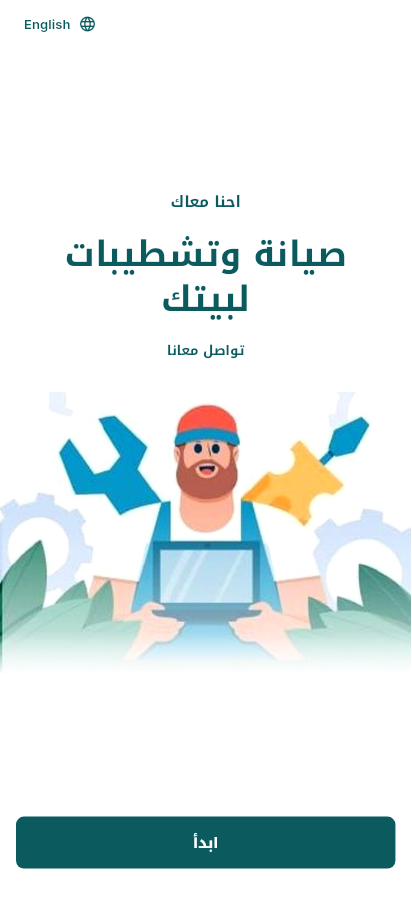 English
احنا معاك
صيانة وتشطيبات
لبيتك
تواصل معانا
ابدأ